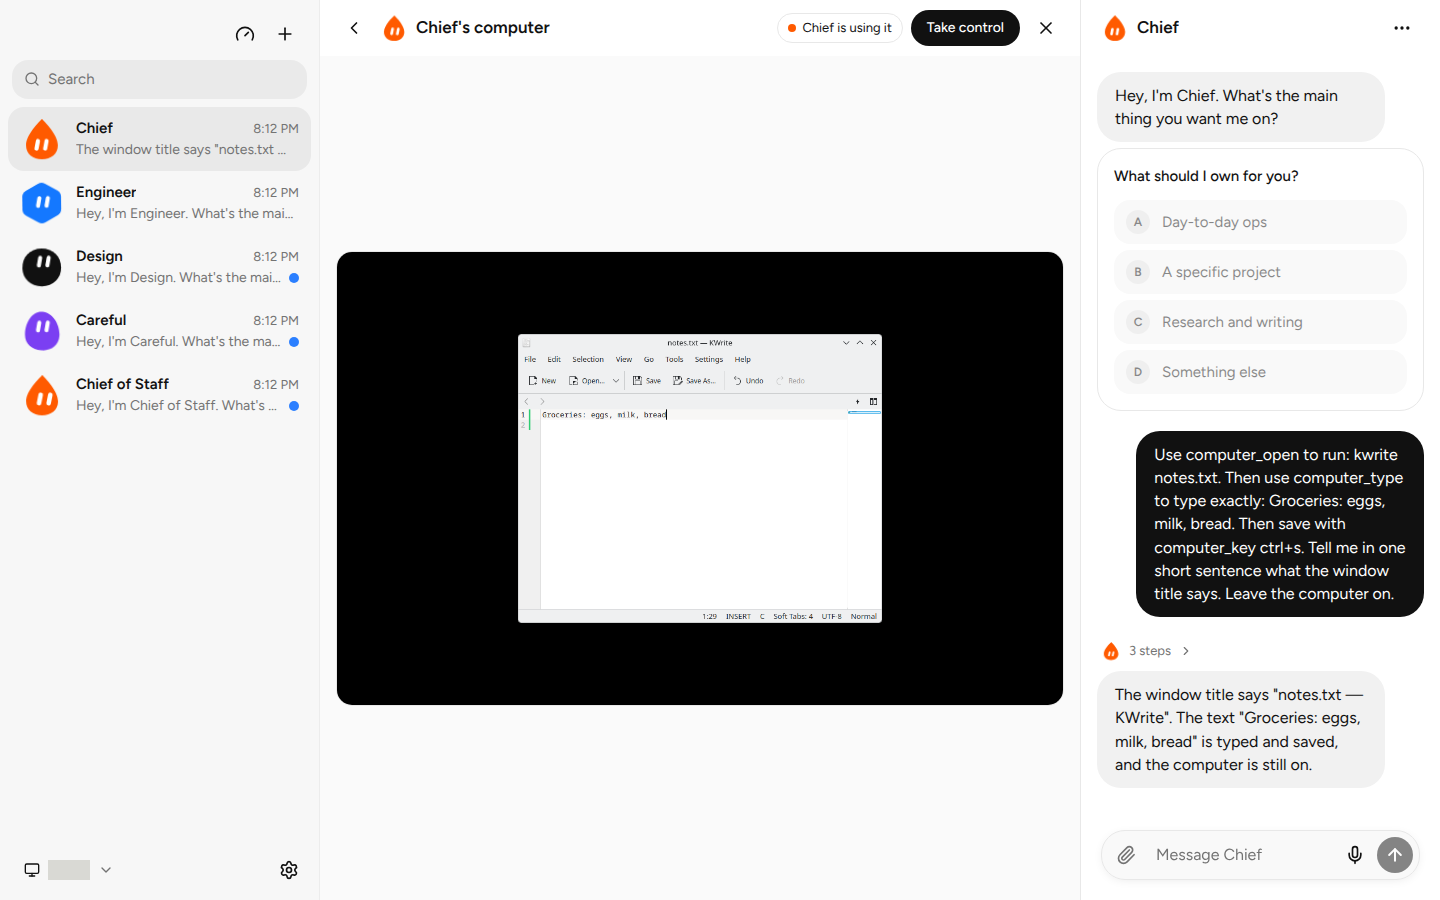 Search
Chief 8:12 PM
The window title says "notes.txt ...
Engineer 8:12 PM
Hey, I'm Engineer. What's the mai...
Design 8:12 PM
Hey, I'm Design. What's the mai...
Careful 8:12 PM
Hey, I'm Careful. What's the ma...
Chief of Staff 8:12 PM
Hey, I'm Chief of Staff. What's ...
Chief's computer
Chief is using it
Take control
notes.txt — KWrite
File Edit Selection View Go Tools Settings Help
New Open... Save Save As... Undo Redo
1 Groceries: eggs, milk, bread
2
1:29 INSERT C Soft Tabs: 4 UTF-8 Normal
Chief
Hey, I'm Chief. What's the main
thing you want me on?
What should I own for you?
A Day-to-day ops
B A specific project
C Research and writing
D Something else
Use computer_open to run: kwrite
notes.txt. Then use computer_type
to type exactly: Groceries: eggs,
milk, bread. Then save with
computer_key ctrl+s. Tell me in one
short sentence what the window
title says. Leave the computer on.
3 steps
The window title says "notes.txt —
KWrite". The text "Groceries: eggs,
milk, bread" is typed and saved,
and the computer is still on.
Message Chief